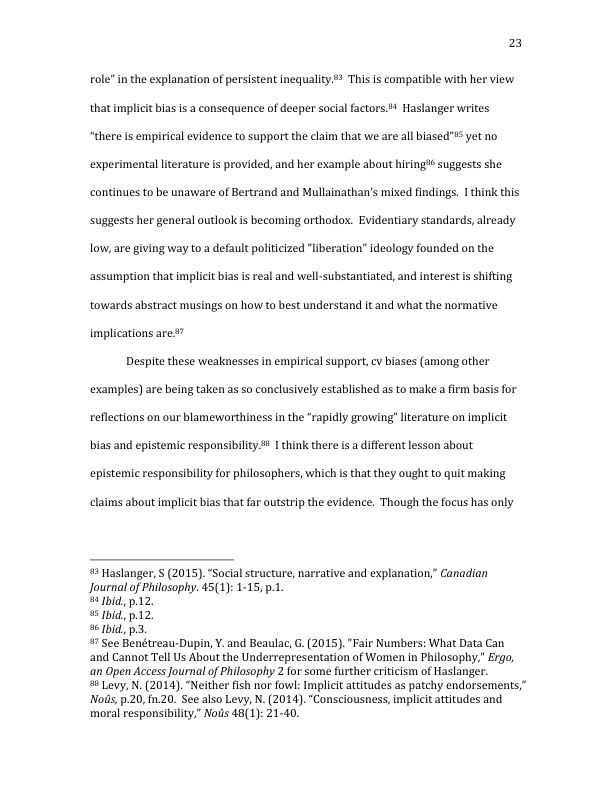 23
role” in the explanation of persistent inequality.83  This is compatible with her view
that implicit bias is a consequence of deeper social factors.84  Haslanger writes
“there is empirical evidence to support the claim that we are all biased”85 yet no
experimental literature is provided, and her example about hiring86 suggests she
continues to be unaware of Bertrand and Mullainathan’s mixed findings.  I think this
suggests her general outlook is becoming orthodox.  Evidentiary standards, already
low, are giving way to a default politicized "liberation" ideology founded on the
assumption that implicit bias is real and well-substantiated, and interest is shifting
towards abstract musings on how to best understand it and what the normative
implications are.87
Despite these weaknesses in empirical support, cv biases (among other
examples) are being taken as so conclusively established as to make a firm basis for
reflections on our blameworthiness in the “rapidly growing” literature on implicit
bias and epistemic responsibility.88  I think there is a different lesson about
epistemic responsibility for philosophers, which is that they ought to quit making
claims about implicit bias that far outstrip the evidence.  Though the focus has only
83 Haslanger, S (2015). “Social structure, narrative and explanation,” Canadian
Journal of Philosophy. 45(1): 1-15, p.1.
84 Ibid., p.12.
85 Ibid., p.12.
86 Ibid., p.3.
87 See Benétreau-Dupin, Y. and Beaulac, G. (2015). "Fair Numbers: What Data Can
and Cannot Tell Us About the Underrepresentation of Women in Philosophy," Ergo,
an Open Access Journal of Philosophy 2 for some further criticism of Haslanger.
88 Levy, N. (2014). “Neither fish nor fowl: Implicit attitudes as patchy endorsements,”
Noûs, p.20, fn.20.  See also Levy, N. (2014). “Consciousness, implicit attitudes and
moral responsibility,” Noûs 48(1): 21-40.